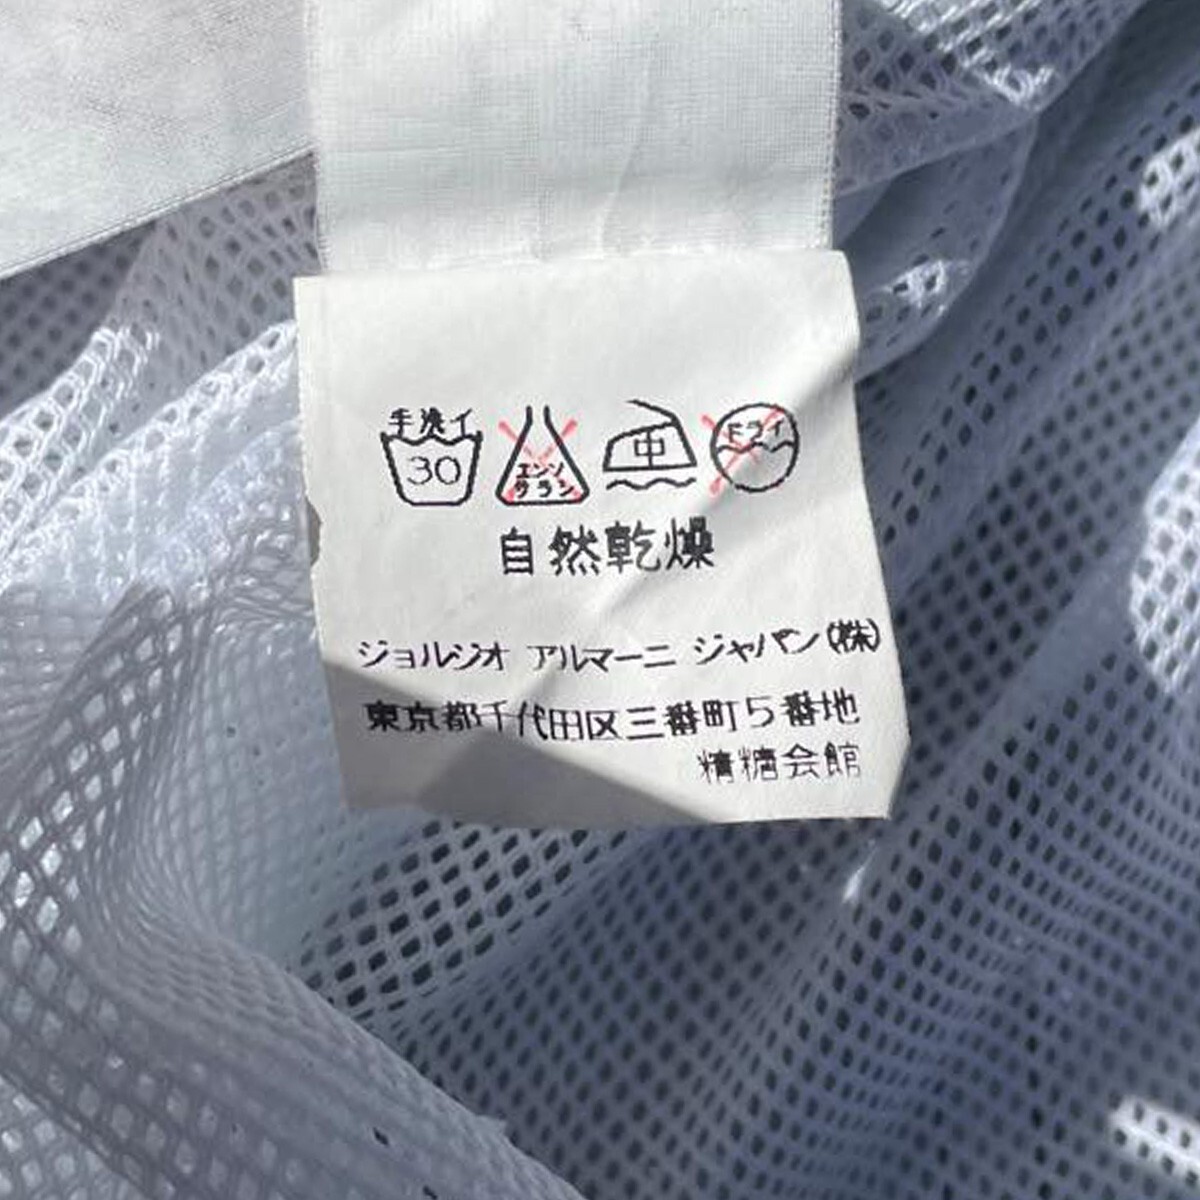 手洗イ
30
エンソ
サラシ
中
ドライ
自然乾燥
ジョルジオ アルマーニ ジャパン(株)
東京都千代田区三番町5番地
精糖会館